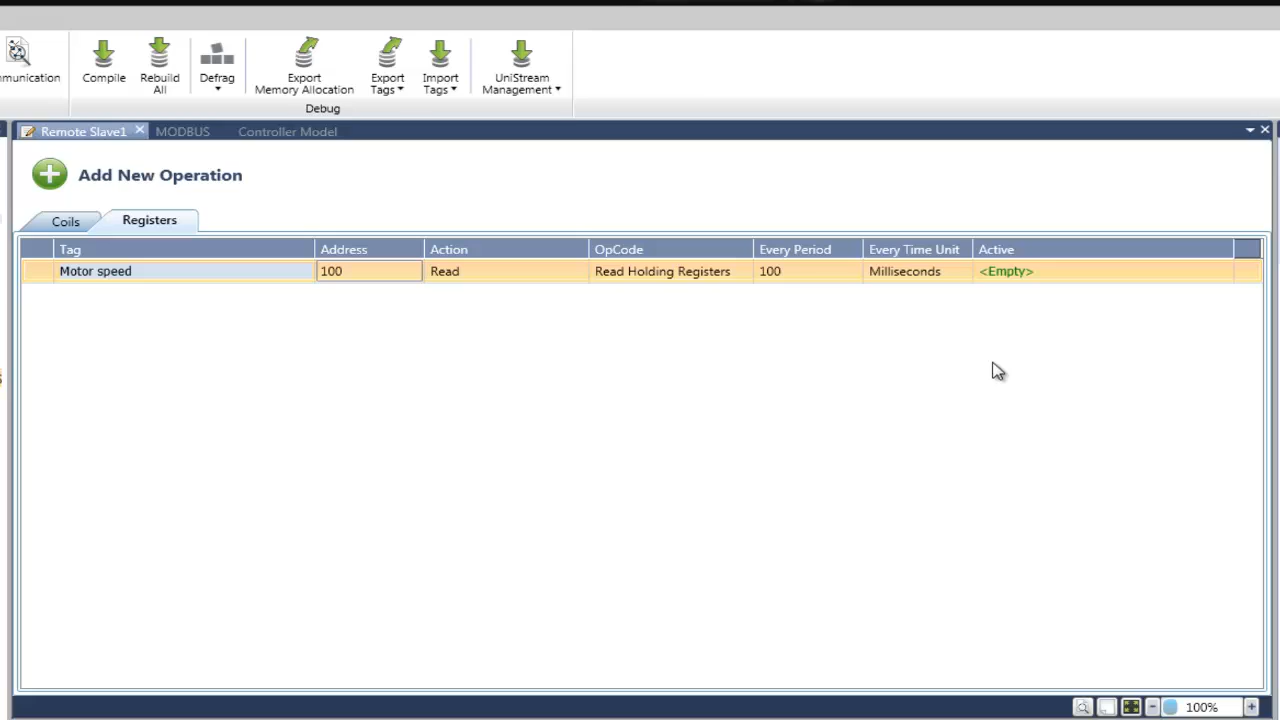 mmunication
Compile
Rebuild
All
Defrag
Export
Memory Allocation
Export
Tags
Import
Tags
UniStream
Management
Debug
Remote Slave1 MODBUS Controller Model
Add New Operation
Coils Registers
Tag Address Action OpCode Every Period Every Time Unit Active
Motor speed 100 Read Read Holding Registers 100 Milliseconds <Empty>
100%